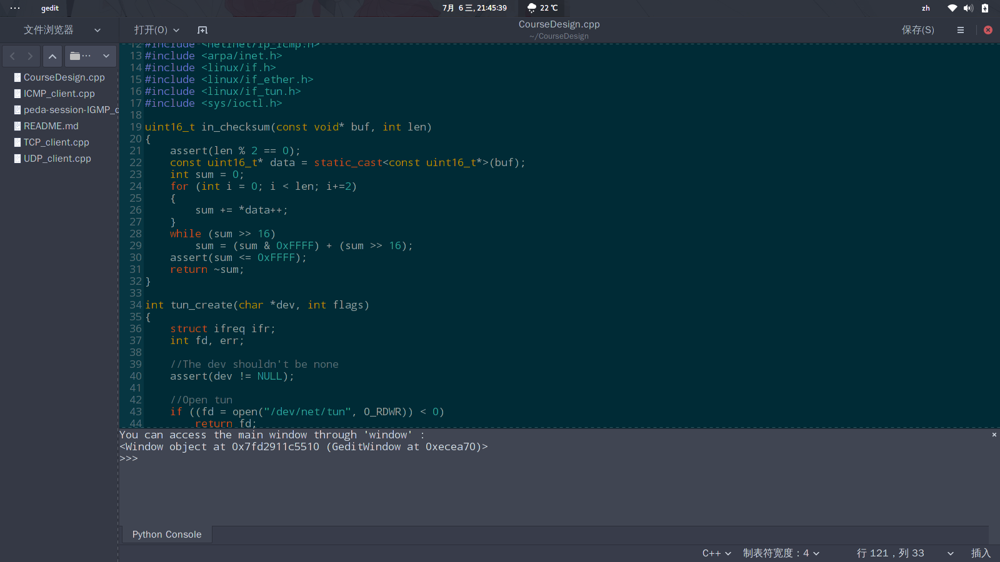 gedit
7月 6 三, 21:45:39
22 ℃
zh
文件浏览器
打开(O)
CourseDesign.cpp
~/CourseDesign
保存(S)
CourseDesign.cpp
ICMP_client.cpp
peda-session-IGMP_c
README.md
TCP_client.cpp
UDP_client.cpp
12 #include <netinet/ip_icmp.h>
13 #include <arpa/inet.h>
14 #include <linux/if.h>
15 #include <linux/if_ether.h>
16 #include <linux/if_tun.h>
17 #include <sys/ioctl.h>
18
19 uint16_t in_checksum(const void* buf, int len)
20 {
21     assert(len % 2 == 0);
22     const uint16_t* data = static_cast<const uint16_t*>(buf);
23     int sum = 0;
24     for (int i = 0; i < len; i+=2)
25     {
26         sum += *data++;
27     }
28     while (sum >> 16)
29         sum = (sum & 0xFFFF) + (sum >> 16);
30     assert(sum <= 0xFFFF);
31     return ~sum;
32 }
33
34 int tun_create(char *dev, int flags)
35 {
36     struct ifreq ifr;
37     int fd, err;
38
39     //The dev shouldn't be none
40     assert(dev != NULL);
41
42     //Open tun
43     if ((fd = open("/dev/net/tun", O_RDWR)) < 0)
44         return fd;
You can access the main window through 'window' :
<Window object at 0x7fd2911c5510 (GeditWindow at 0xecea70)>
>>>
Python Console
C++
制表符宽度：4
行 121，列 33
插入